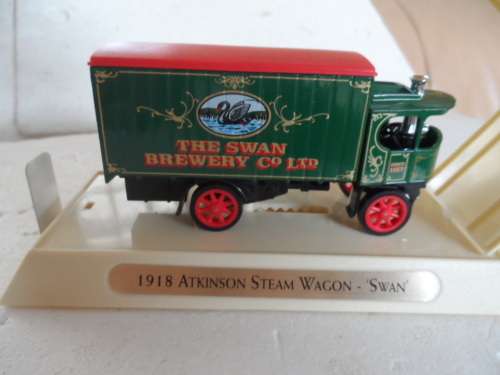 THE SWAN
BREWERY CO LTD
1918 ATKINSON STEAM WAGON - 'SWAN'